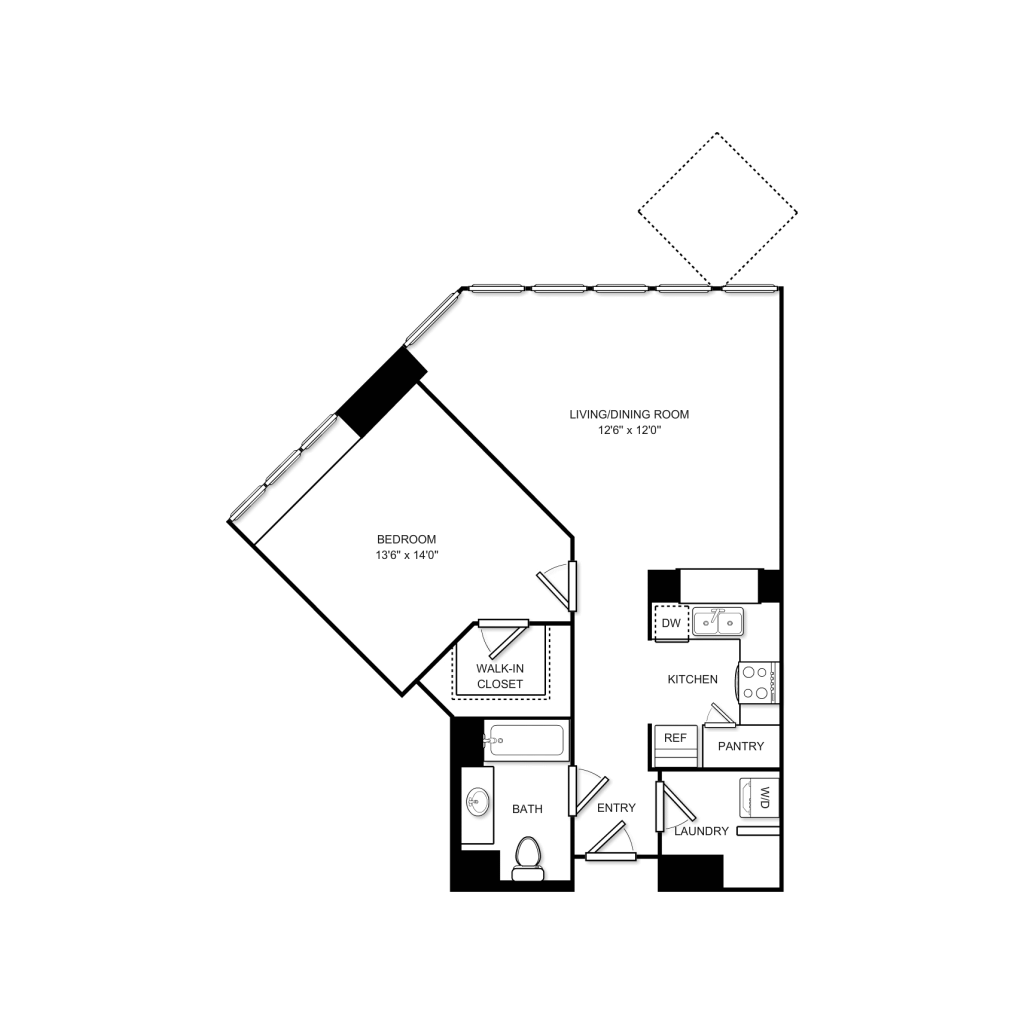 LIVING/DINING ROOM
12'6" x 12'0"
BEDROOM
13'6" x 14'0"
DW
WALK-IN
CLOSET
KITCHEN
REF
PANTRY
W/D
BATH
ENTRY
LAUNDRY